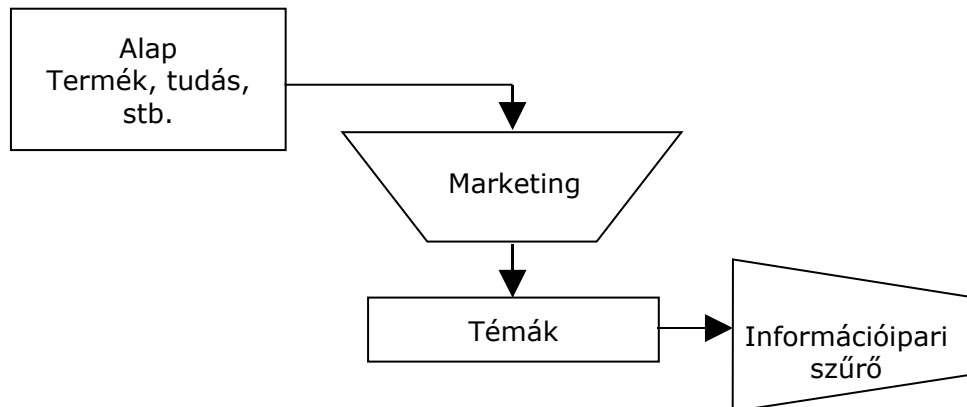 Alap
Termék, tudás,
stb.
Marketing
Témák
Információipari
szűrő